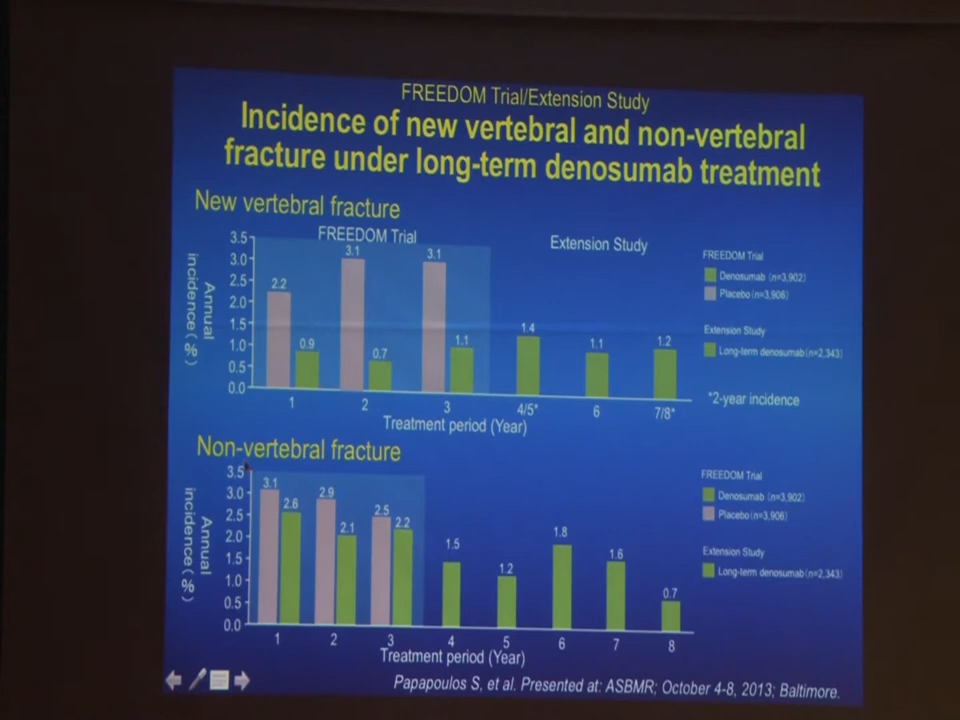 FREEDOM Trial/Extension Study
Incidence of new vertebral and non-vertebral
fracture under long-term denosumab treatment
New vertebral fracture
FREEDOM Trial
Extension Study
Annual
incidence (%)
3.5
3.0
2.5
2.0
1.5
1.0
0.5
0.0
2.2
0.9
3.1
0.7
3.1
1.1
1.4
1.1
1.2
1 2 3 4/5* 6 7/8*
Treatment period (Year)
FREEDOM Trial
Denosumab (n=3,902)
Placebo (n=3,906)
Extension Study
Long-term denosumab (n=2,343)
*2-year incidence
Non-vertebral fracture
Annual
incidence (%)
3.5
3.0
2.5
2.0
1.5
1.0
0.5
0.0
3.1
2.6
2.9
2.1
2.5
2.2
1.5
1.2
1.8
1.6
0.7
1 2 3 4 5 6 7 8
Treatment period (Year)
FREEDOM Trial
Denosumab (n=3,902)
Placebo (n=3,906)
Extension Study
Long-term denosumab (n=2,343)
Papapoulos S, et al. Presented at: ASBMR; October 4-8, 2013; Baltimore.